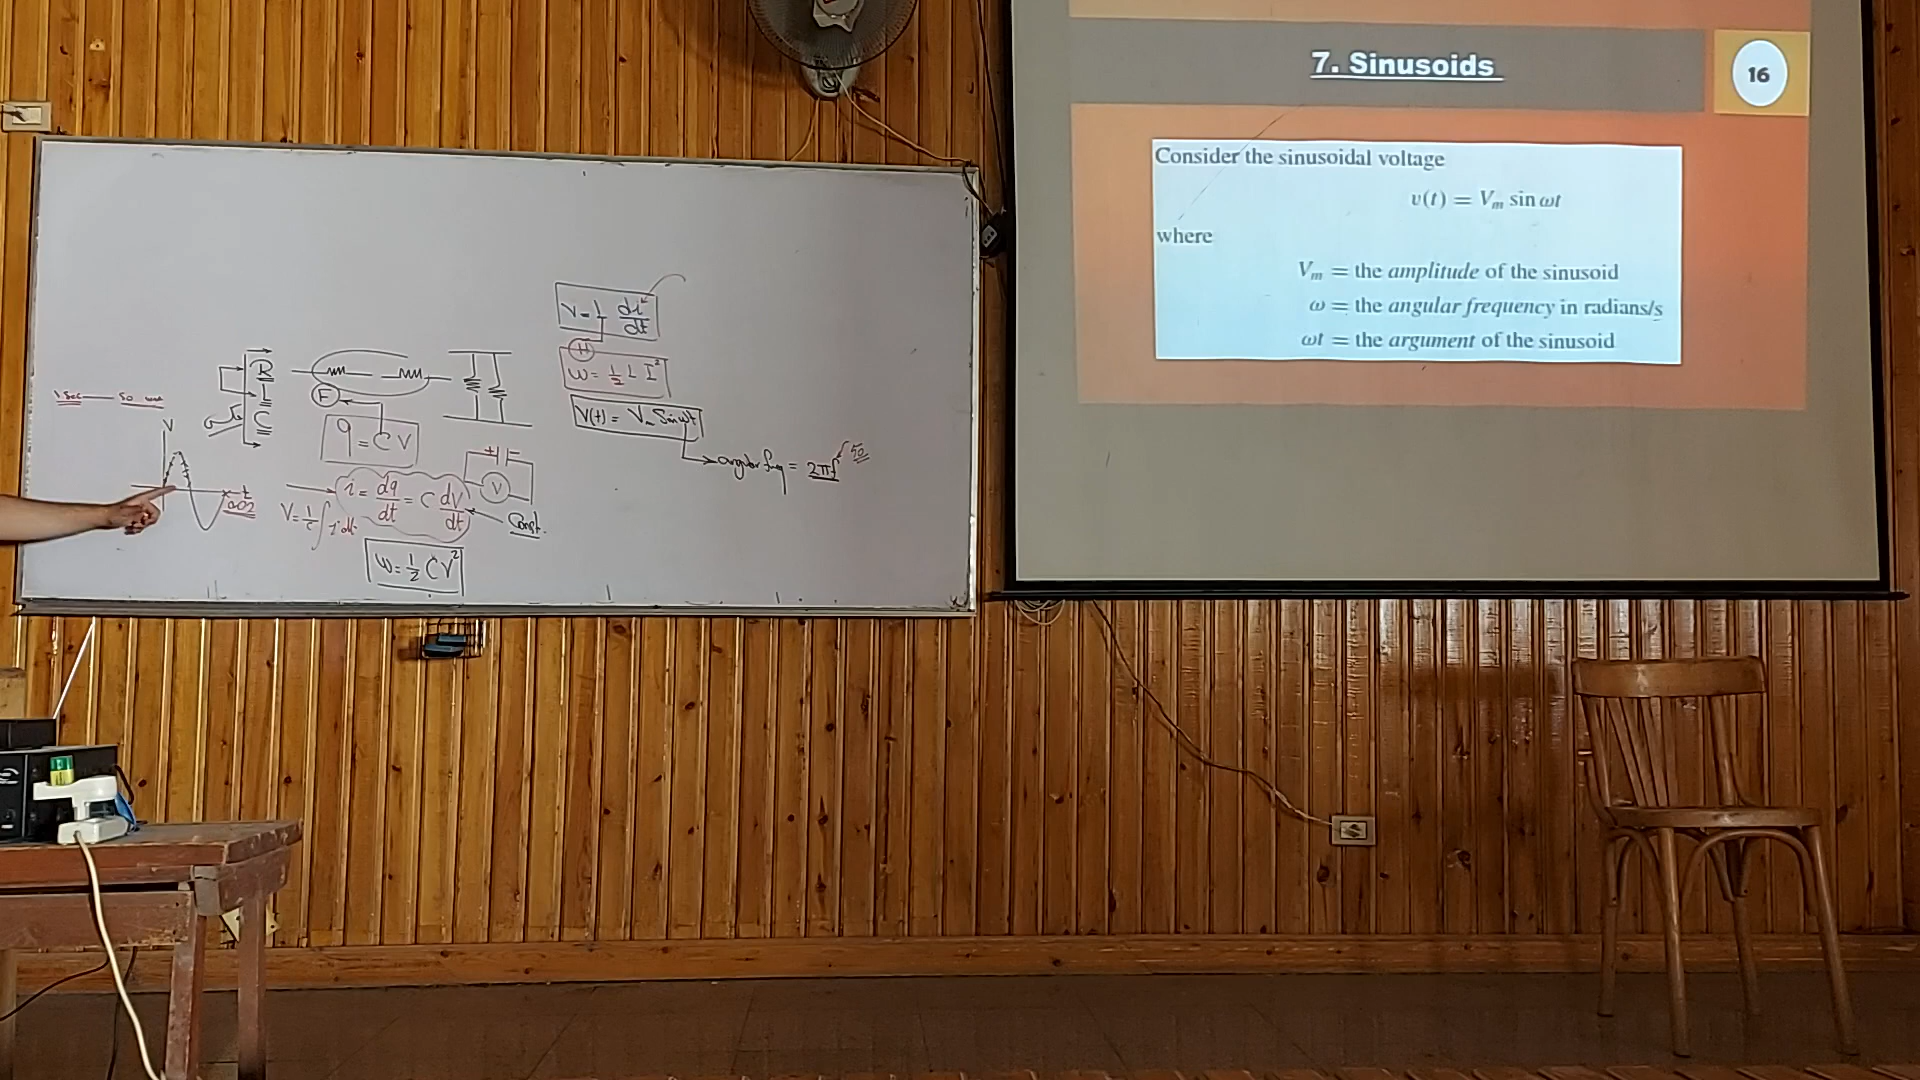 7. Sinusoids
16
Consider the sinusoidal voltage
v(t) = Vm sin ωt
where
Vm = the amplitude of the sinusoid
ω = the angular frequency in radians/s
ωt = the argument of the sinusoid
1 sec — 50
V
t
0.02
R
L
C
F
q = CV
i = dq/dt = C dV/dt
Const.
V = 1/c ∫ i dt
W = 1/2 CV²
+ -
V
V = L di/dt
H
W = 1/2 L I²
V(t) = Vm Sin ωt
angular freq = 2πf
50